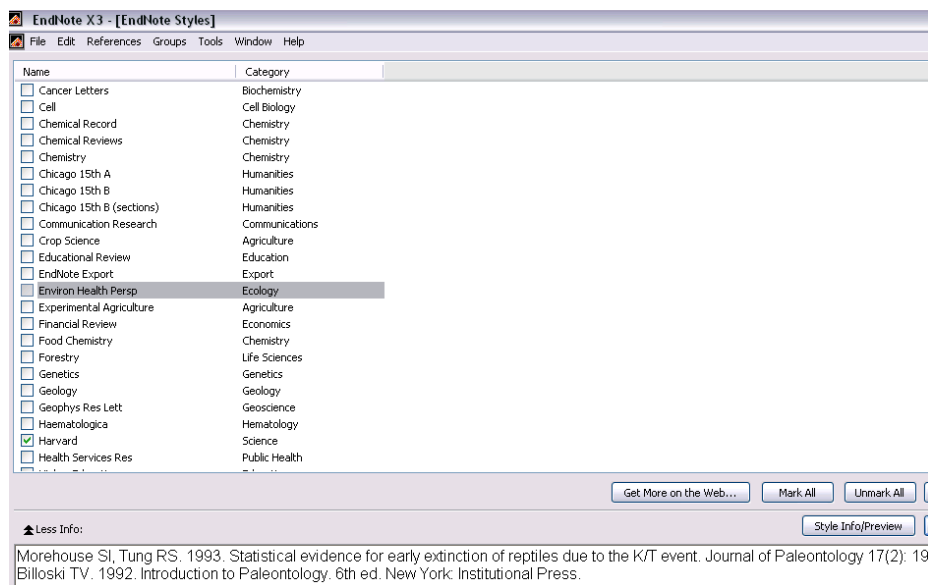 EndNote X3 - [EndNote Styles]
File Edit References Groups Tools Window Help
Name Category
Cancer Letters Biochemistry
Cell Cell Biology
Chemical Record Chemistry
Chemical Reviews Chemistry
Chemistry Chemistry
Chicago 15th A Humanities
Chicago 15th B Humanities
Chicago 15th B (sections) Humanities
Communication Research Communications
Crop Science Agriculture
Educational Review Education
EndNote Export Export
Environ Health Persp Ecology
Experimental Agriculture Agriculture
Financial Review Economics
Food Chemistry Chemistry
Forestry Life Sciences
Genetics Genetics
Geology Geology
Geophys Res Lett Geoscience
Haematologica Hematology
Harvard Science
Health Services Res Public Health
Get More on the Web... Mark All Unmark All
Less Info: Style Info/Preview
Morehouse SI, Tung RS. 1993. Statistical evidence for early extinction of reptiles due to the K/T event. Journal of Paleontology 17(2): 19
Billoski TV. 1992. Introduction to Paleontology. 6th ed. New York: Institutional Press.